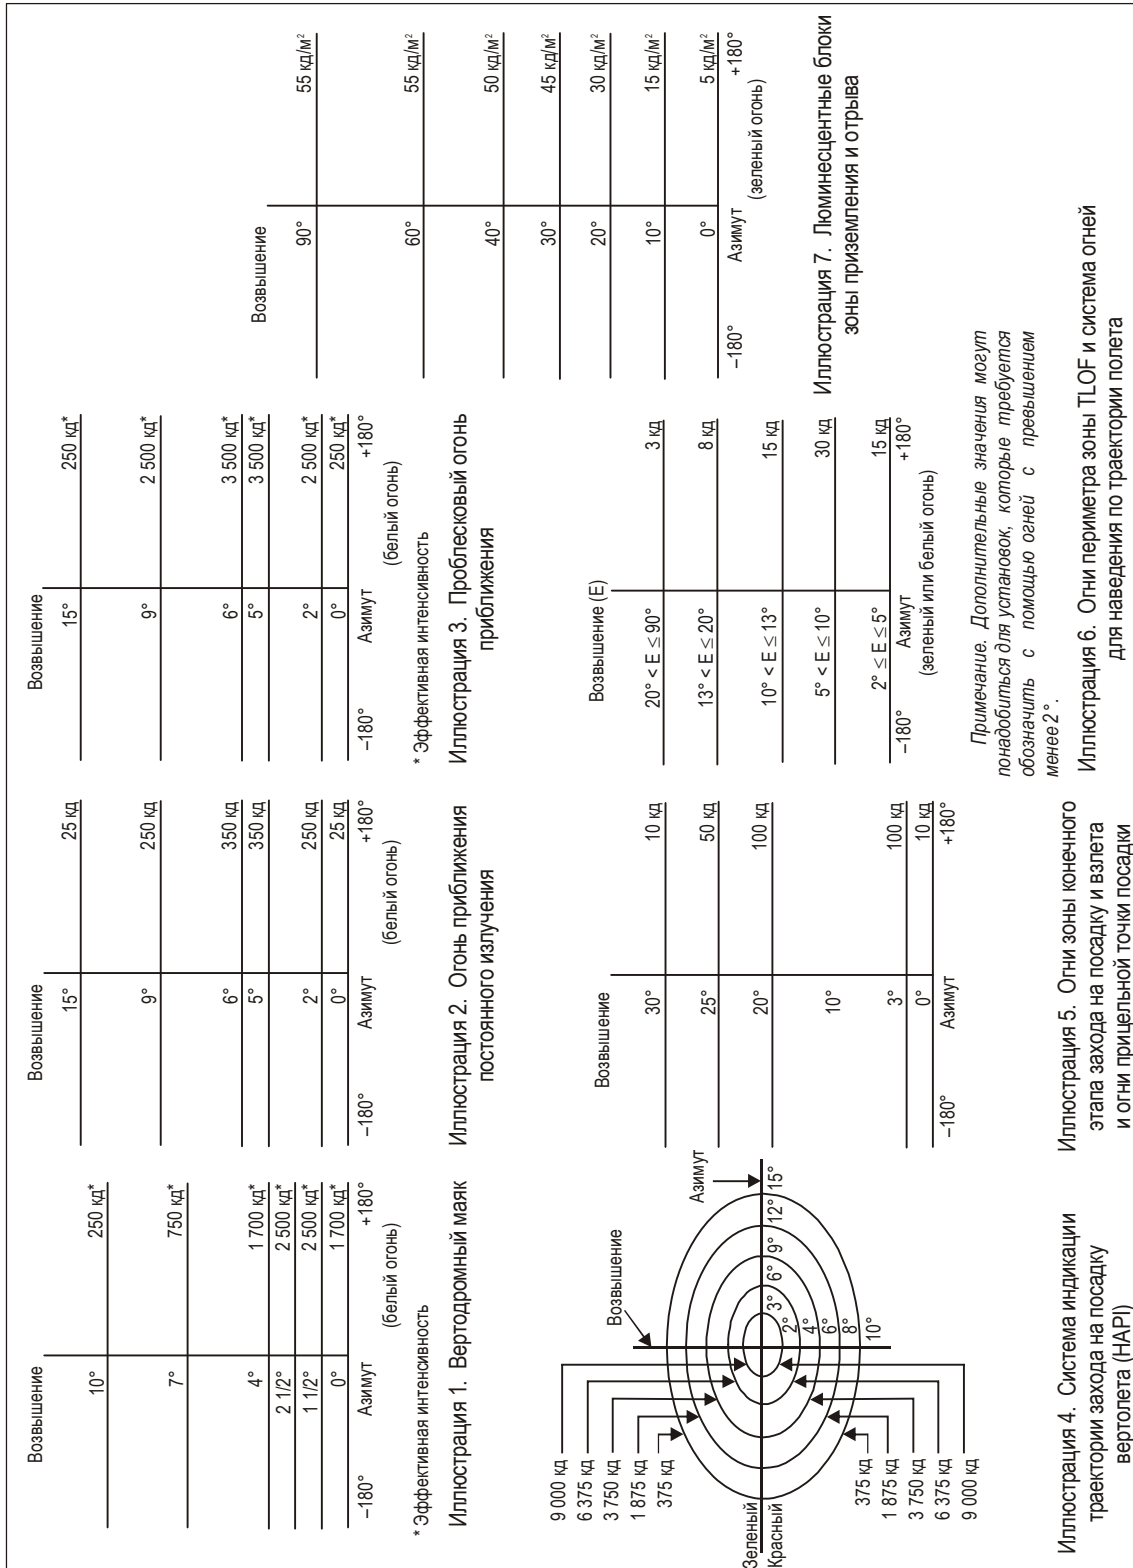 Возвышение
10°
250 кд*
7°
750 кд*
4°
1 700 кд*
2 1/2°
2 500 кд*
1 1/2°
2 500 кд*
0°
1 700 кд*
–180°
Азимут
+180°
(белый огонь)
* Эффективная интенсивность
Иллюстрация 1. Вертодромный маяк
Возвышение
15°
25 кд
9°
250 кд
6°
350 кд
5°
350 кд
2°
250 кд
0°
25 кд
–180°
Азимут
+180°
(белый огонь)
Иллюстрация 2. Огонь приближения
постоянного излучения
Возвышение
15°
250 кд*
9°
2 500 кд*
6°
3 500 кд*
5°
3 500 кд*
2°
2 500 кд*
0°
250 кд*
–180°
Азимут
+180°
(белый огонь)
* Эффективная интенсивность
Иллюстрация 3. Проблесковый огонь
приближения
Возвышение
90°
55 кд/м²
60°
55 кд/м²
40°
50 кд/м²
30°
45 кд/м²
20°
30 кд/м²
10°
15 кд/м²
0°
5 кд/м²
–180°
Азимут
+180°
(зеленый огонь)
Иллюстрация 7. Люминесцентные блоки
зоны приземления и отрыва
Возвышение
Азимут
9 000 кд
6 375 кд
3 750 кд
1 875 кд
375 кд
Зеленый
Красный
3° 6° 9° 12° 15°
2°
4°
6°
8°
10°
375 кд
1 875 кд
3 750 кд
6 375 кд
9 000 кд
Иллюстрация 4. Система индикации
траектории захода на посадку
вертолета (HAPI)
Возвышение
30°
10 кд
25°
50 кд
20°
100 кд
10°
3°
100 кд
0°
10 кд
–180°
Азимут
+180°
Иллюстрация 5. Огни зоны конечного
этапа захода на посадку и взлета
и огни прицельной точки посадки
Возвышение (E)
20° < E ≤ 90°
3 кд
13° < E ≤ 20°
8 кд
10° < E ≤ 13°
15 кд
5° < E ≤ 10°
30 кд
2° ≤ E ≤ 5°
15 кд
–180°
Азимут
+180°
(зеленый или белый огонь)
Примечание. Дополнительные значения могут
понадобиться для установок, которые требуется
обозначить с помощью огней с превышением
менее 2°.
Иллюстрация 6. Огни периметра зоны TLOF и система огней
для наведения по траектории полета